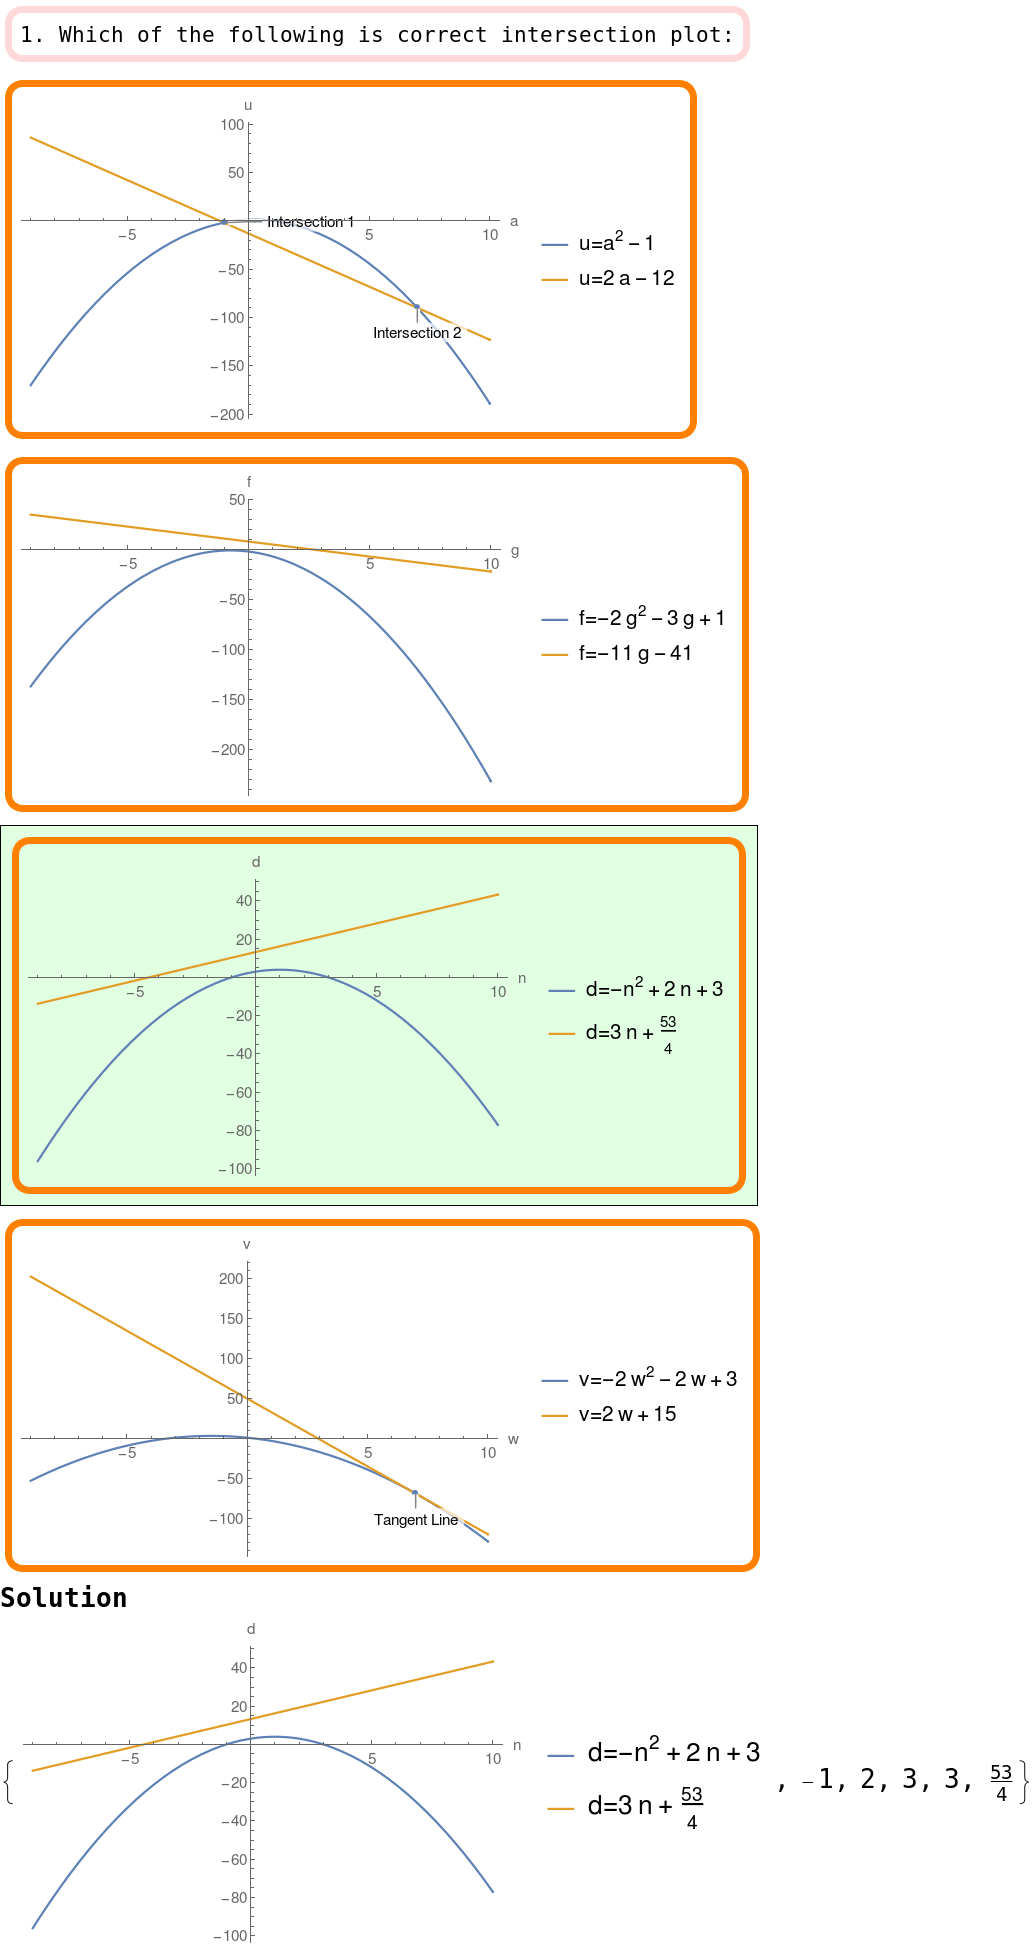 1. Which of the following is correct intersection plot:
u
100
50
Intersection 1
a
−5
5
10
−50
−100
Intersection 2
−150
−200
u=a² − 1
u=2 a − 12
f
50
g
−5
5
10
−50
−100
−150
−200
f=−2 g² − 3 g + 1
f=−11 g − 41
d
40
20
n
−5
5
10
−20
−40
−60
−80
−100
d=−n² + 2 n + 3
d=3 n + 53/4
v
200
150
100
50
w
−5
5
10
−50
−100
Tangent Line
v=−2 w² − 2 w + 3
v=2 w + 15
Solution
d
40
20
n
−5
5
10
−20
−40
−60
−80
−100
d=−n² + 2 n + 3
d=3 n + 53/4
{ , −1, 2, 3, 3, 53/4 }